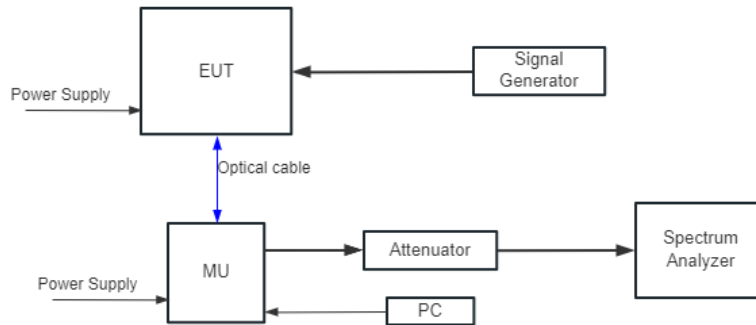 EUT
Signal
Generator
Power Supply
Optical cable
MU
Attenuator
Spectrum
Analyzer
Power Supply
PC